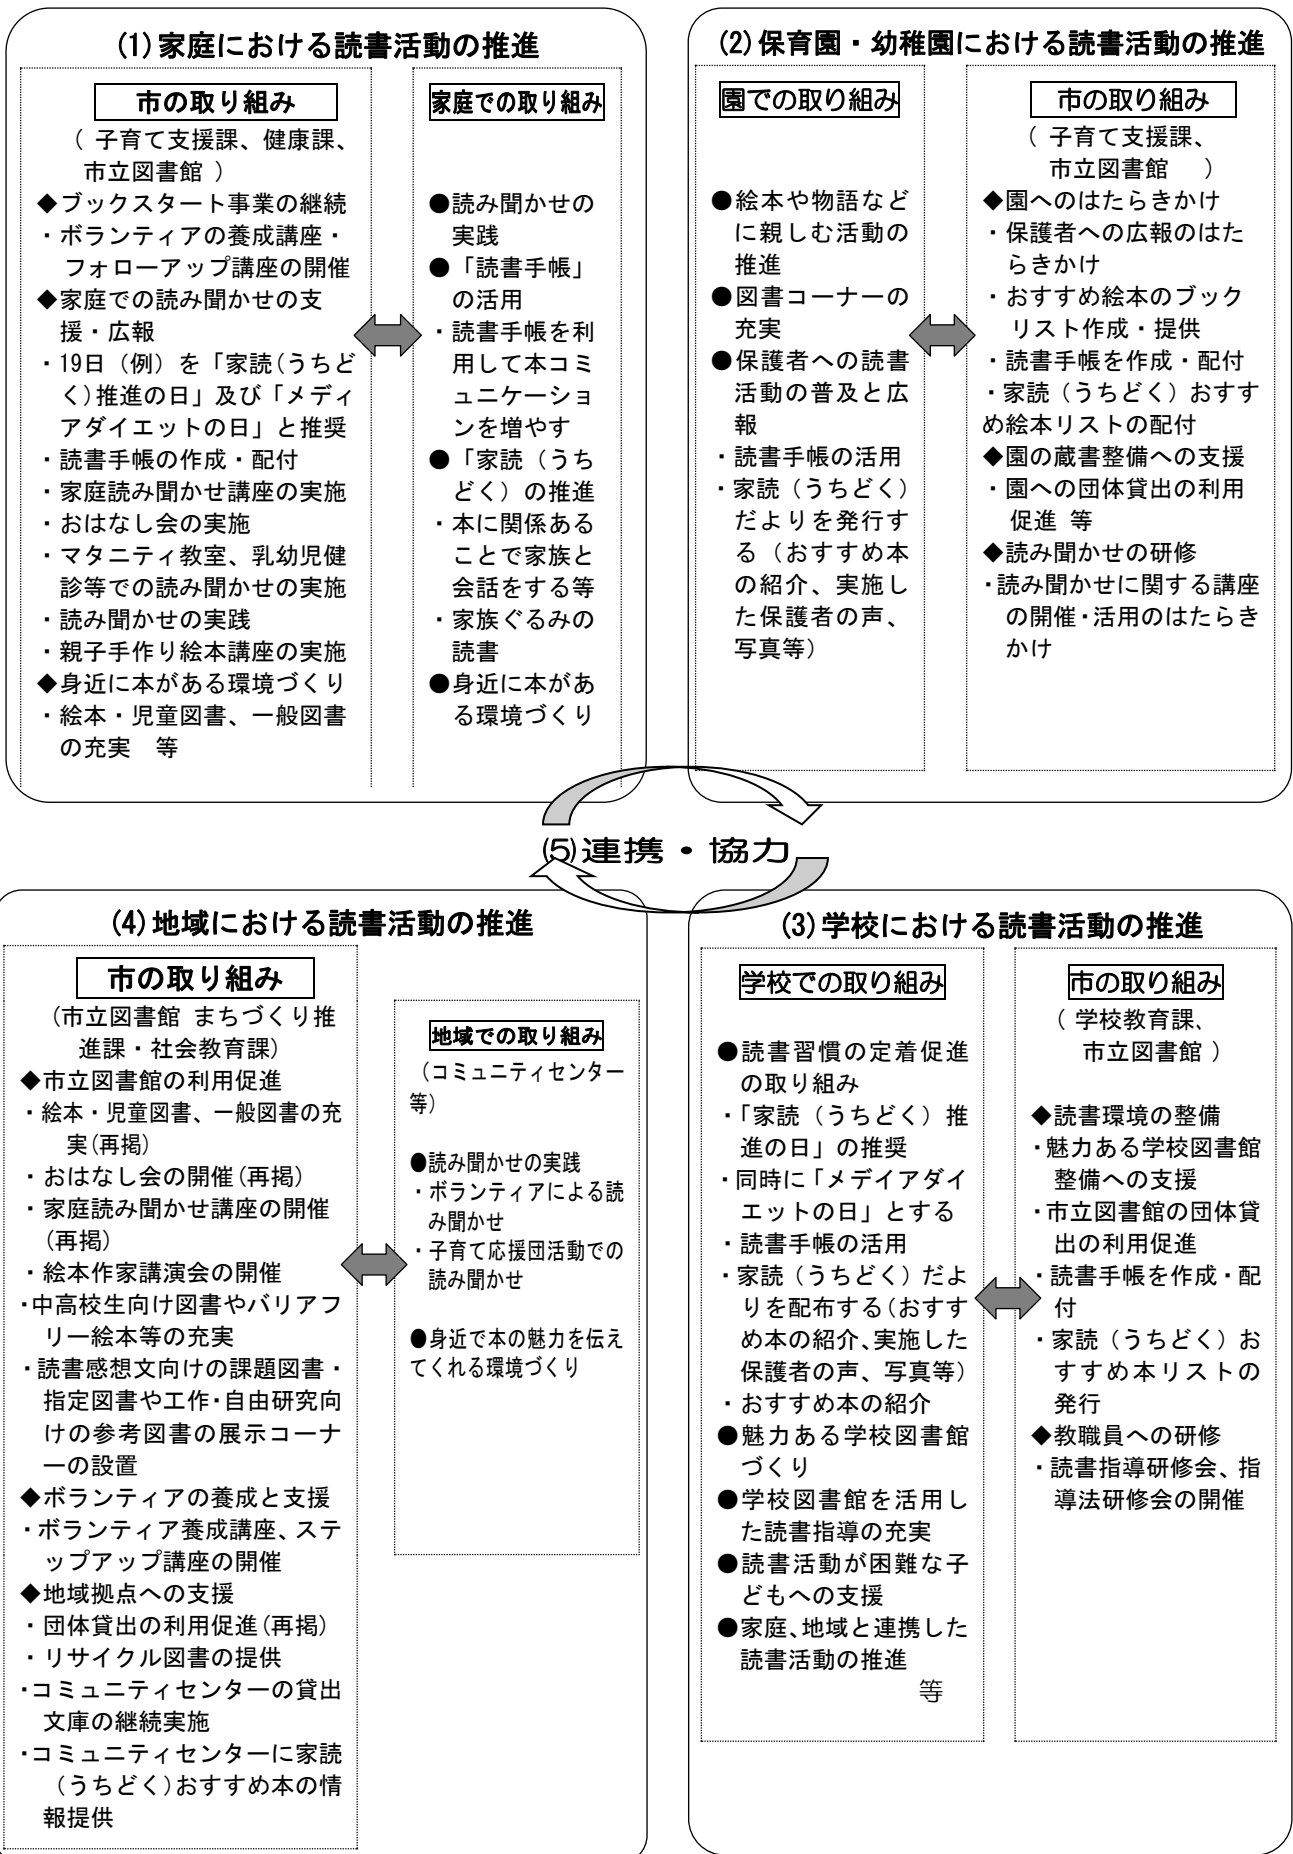 (1)家庭における読書活動の推進
市の取り組み
（ 子育て支援課、健康課、
市立図書館 ）
◆ブックスタート事業の継続
・ボランティアの養成講座・
フォローアップ講座の開催
◆家庭での読み聞かせの支
援・広報
・19日（例）を「家読(うちど
く)推進の日」及び「メディ
アダイエットの日」と推奨
・読書手帳の作成・配付
・家庭読み聞かせ講座の実施
・おはなし会の実施
・マタニティ教室、乳幼児健
診等での読み聞かせの実施
・読み聞かせの実践
・親子手作り絵本講座の実施
◆身近に本がある環境づくり
・絵本・児童図書、一般図書
の充実　等
家庭での取り組み
●読み聞かせの
実践
●「読書手帳」
の活用
・読書手帳を利
用して本コミ
ュニケーショ
ンを増やす
●「家読（うち
どく）の推進
・本に関係ある
ことで家族と
会話をする等
・家族ぐるみの
読書
●身近に本があ
る環境づくり
(2)保育園・幼稚園における読書活動の推進
園での取り組み
●絵本や物語など
に親しむ活動の
推進
●図書コーナーの
充実
●保護者への読書
活動の普及と広
報
・読書手帳の活用
・家読（うちどく）
だよりを発行す
る（おすすめ本
の紹介、実施し
た保護者の声、
写真等）
市の取り組み
（ 子育て支援課、
市立図書館　）
◆園へのはたらきかけ
・保護者への広報のはた
らきかけ
・おすすめ絵本のブック
リスト作成・提供
・読書手帳を作成・配付
・家読（うちどく）おすす
め絵本リストの配付
◆園の蔵書整備への支援
・園への団体貸出の利用
促進 等
◆読み聞かせの研修
・読み聞かせに関する講座
の開催・活用のはたらき
かけ
(5)連携・協力
(4)地域における読書活動の推進
市の取り組み
（市立図書館 まちづくり推
進課・社会教育課）
◆市立図書館の利用促進
・絵本・児童図書、一般図書の充
実(再掲)
・おはなし会の開催(再掲)
・家庭読み聞かせ講座の開催
(再掲)
・絵本作家講演会の開催
・中高校生向け図書やバリアフ
リー絵本等の充実
・読書感想文向けの課題図書・
指定図書や工作・自由研究向
けの参考図書の展示コーナ
ーの設置
◆ボランティアの養成と支援
・ボランティア養成講座、ステ
ップアップ講座の開催
◆地域拠点への支援
・団体貸出の利用促進(再掲)
・リサイクル図書の提供
・コミュニティセンターの貸出
文庫の継続実施
・コミュニティセンターに家読
（うちどく)おすすめ本の情
報提供
地域での取り組み
（コミュニティセンター
等）
●読み聞かせの実践
・ボランティアによる読
み聞かせ
・子育て応援団活動での
読み聞かせ
●身近で本の魅力を伝え
てくれる環境づくり
(3)学校における読書活動の推進
学校での取り組み
●読書習慣の定着促進
の取り組み
・「家読（うちどく）推
進の日」の推奨
・同時に「メデイアダイ
エットの日」とする
・読書手帳の活用
・家読（うちどく）だよ
りを配布する（おすす
め本の紹介、実施した
保護者の声、写真等）
・おすすめ本の紹介
●魅力ある学校図書館
づくり
●学校図書館を活用し
た読書指導の充実
●読書活動が困難な子
どもへの支援
●家庭、地域と連携した
読書活動の推進
等
市の取り組み
（ 学校教育課、
市立図書館 ）
◆読書環境の整備
・魅力ある学校図書館
整備への支援
・市立図書館の団体貸
出の利用促進
・読書手帳を作成・配
付
・家読（うちどく）お
すすめ本リストの
発行
◆教職員への研修
・読書指導研修会、指
導法研修会の開催